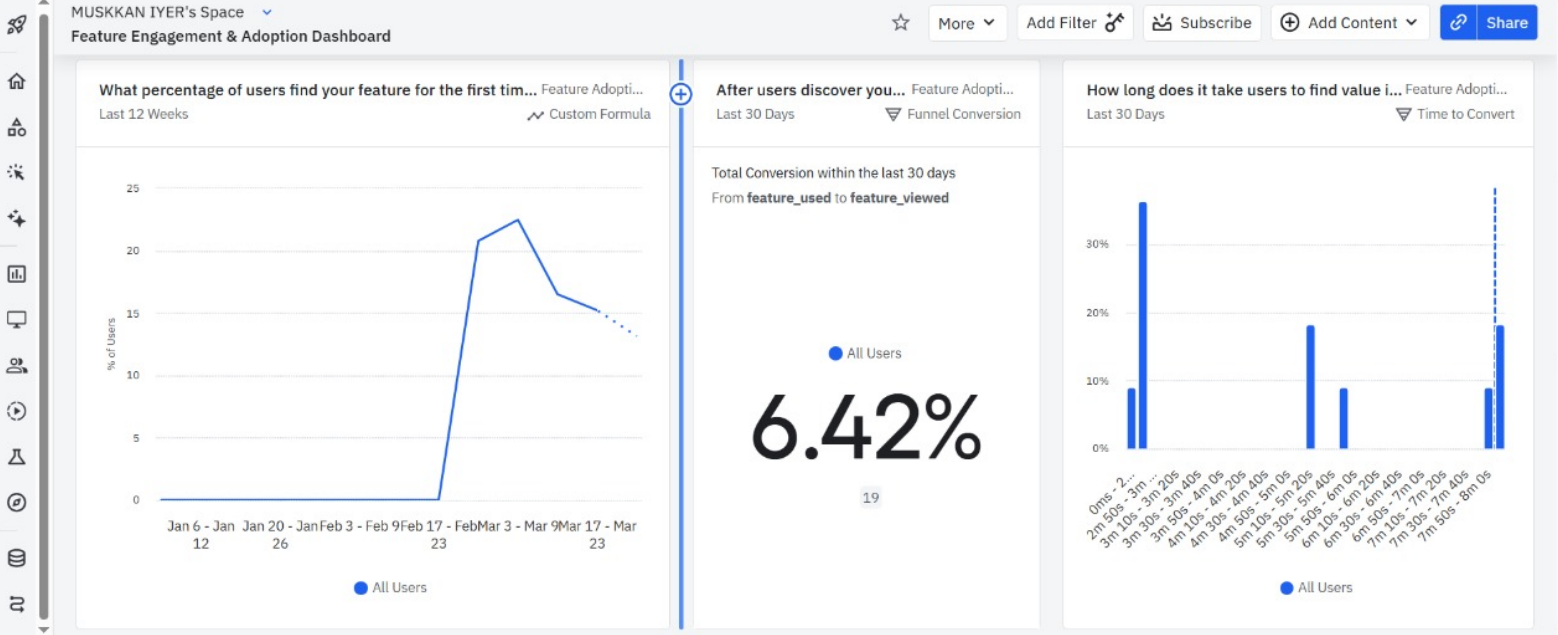 MUSKKAN IYER's Space
Feature Engagement & Adoption Dashboard
More
Add Filter
Subscribe
Add Content
Share
What percentage of users find your feature for the first tim... Feature Adopti...
Last 12 Weeks
Custom Formula
25
20
15
10
5
0
% of Users
Jan 6 - Jan 12
Jan 20 - Jan 26
Feb 3 - Feb 9
Feb 17 - Feb 23
Mar 3 - Mar 9
Mar 17 - Mar 23
All Users
After users discover you... Feature Adopti...
Last 30 Days
Funnel Conversion
Total Conversion within the last 30 days
From feature_used to feature_viewed
All Users
6.42%
19
How long does it take users to find value i... Feature Adopti...
Last 30 Days
Time to Convert
30%
20%
10%
0%
0ms - 2...
2m 50s - 3m ...
3m 10s - 3m 20s
3m 30s - 3m 40s
3m 50s - 4m 0s
4m 10s - 4m 20s
4m 30s - 4m 40s
4m 50s - 5m 0s
5m 10s - 5m 20s
5m 30s - 5m 40s
5m 50s - 6m 0s
6m 10s - 6m 20s
6m 30s - 6m 40s
6m 50s - 7m 0s
7m 10s - 7m 20s
7m 30s - 7m 40s
7m 50s - 8m 0s
All Users